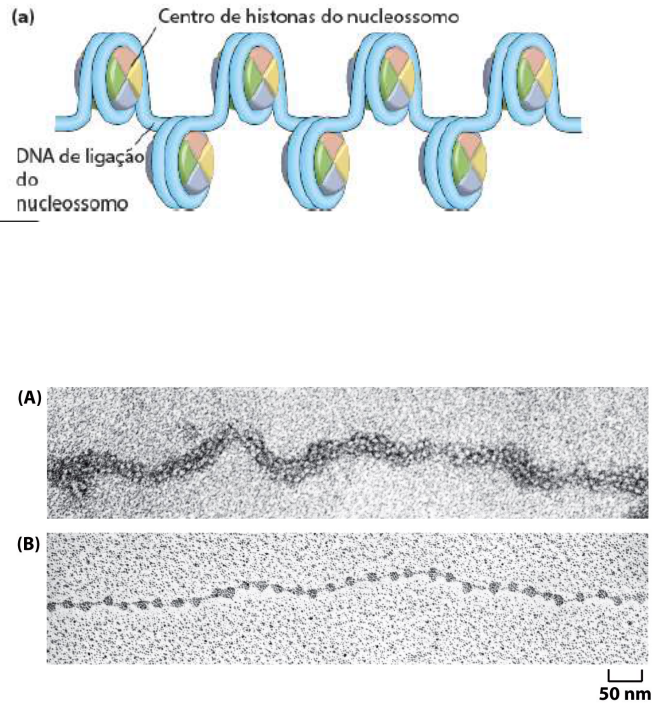 (a)
Centro de histonas do nucleossomo
DNA de ligação
do
nucleossomo
(A)
(B)
50 nm